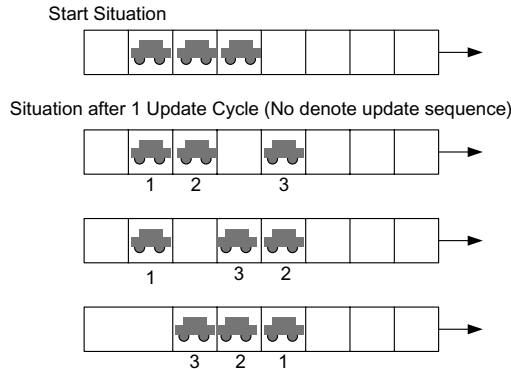 Start Situation
Situation after 1 Update Cycle (No denote update sequence)
1 2 3
1 3 2
3 2 1